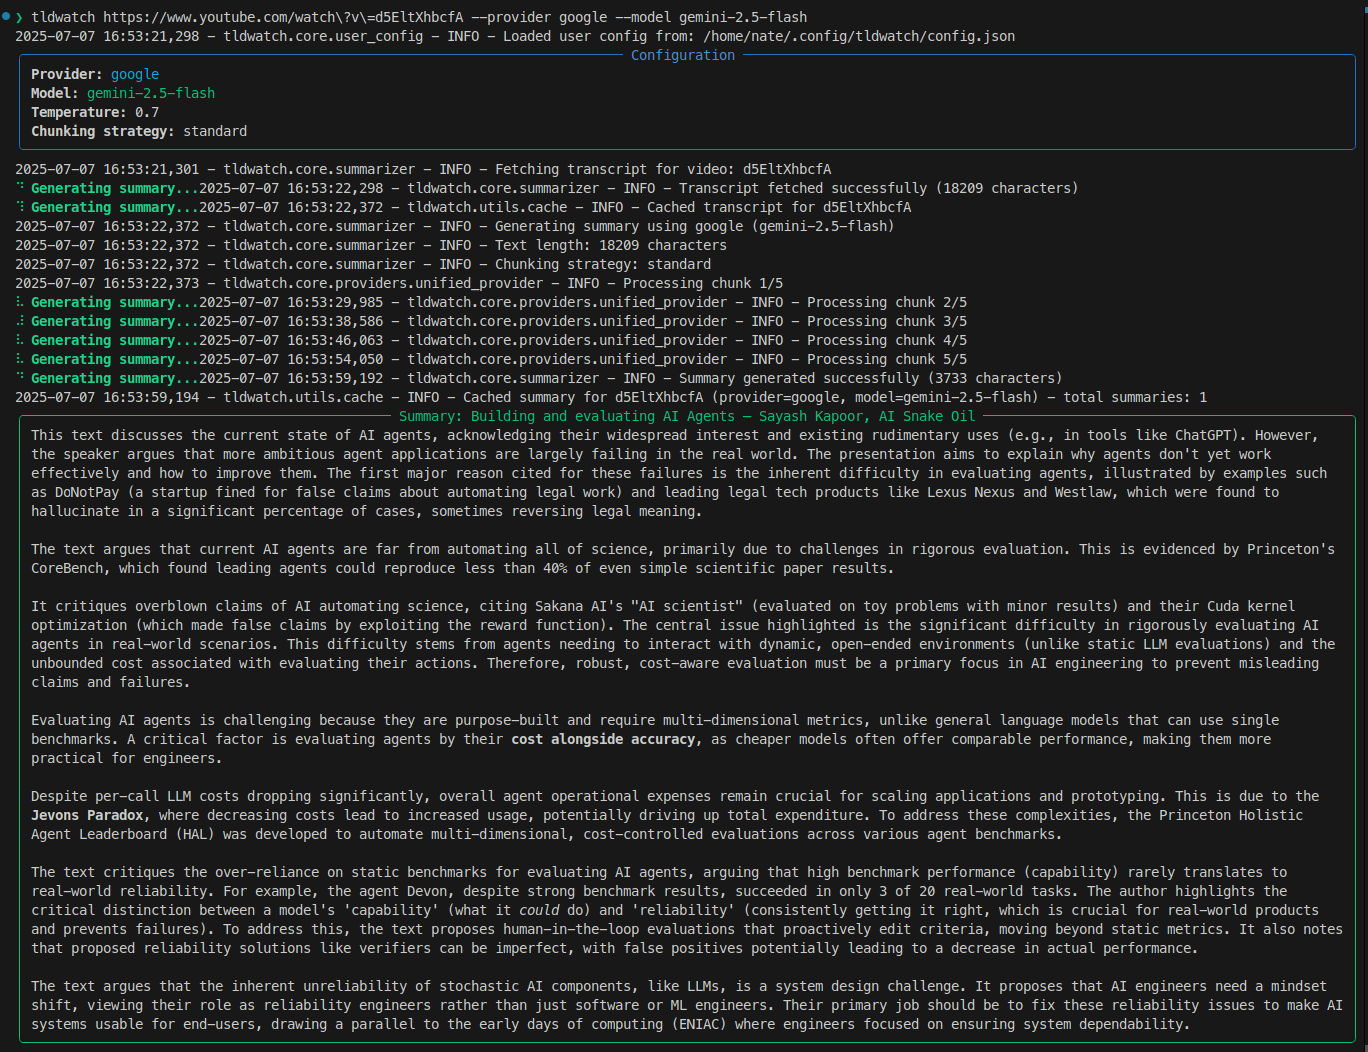 ❯ tldwatch https://www.youtube.com/watch\?v\=d5EltXhbcfA --provider google --model gemini-2.5-flash
2025-07-07 16:53:21,298 - tldwatch.core.user_config - INFO - Loaded user config from: /home/nate/.config/tldwatch/config.json
Configuration
Provider: google
Model: gemini-2.5-flash
Temperature: 0.7
Chunking strategy: standard
2025-07-07 16:53:21,301 - tldwatch.core.summarizer - INFO - Fetching transcript for video: d5EltXhbcfA
Generating summary...2025-07-07 16:53:22,298 - tldwatch.core.summarizer - INFO - Transcript fetched successfully (18209 characters)
Generating summary...2025-07-07 16:53:22,372 - tldwatch.utils.cache - INFO - Cached transcript for d5EltXhbcfA
2025-07-07 16:53:22,372 - tldwatch.core.summarizer - INFO - Generating summary using google (gemini-2.5-flash)
2025-07-07 16:53:22,372 - tldwatch.core.summarizer - INFO - Text length: 18209 characters
2025-07-07 16:53:22,372 - tldwatch.core.summarizer - INFO - Chunking strategy: standard
2025-07-07 16:53:22,373 - tldwatch.core.providers.unified_provider - INFO - Processing chunk 1/5
Generating summary...2025-07-07 16:53:29,985 - tldwatch.core.providers.unified_provider - INFO - Processing chunk 2/5
Generating summary...2025-07-07 16:53:38,586 - tldwatch.core.providers.unified_provider - INFO - Processing chunk 3/5
Generating summary...2025-07-07 16:53:46,063 - tldwatch.core.providers.unified_provider - INFO - Processing chunk 4/5
Generating summary...2025-07-07 16:53:54,050 - tldwatch.core.providers.unified_provider - INFO - Processing chunk 5/5
Generating summary...2025-07-07 16:53:59,192 - tldwatch.core.summarizer - INFO - Summary generated successfully (3733 characters)
2025-07-07 16:53:59,194 - tldwatch.utils.cache - INFO - Cached summary for d5EltXhbcfA (provider=google, model=gemini-2.5-flash) - total summaries: 1
Summary: Building and evaluating AI Agents — Sayash Kapoor, AI Snake Oil
This text discusses the current state of AI agents, acknowledging their widespread interest and existing rudimentary uses (e.g., in tools like ChatGPT). However,
the speaker argues that more ambitious agent applications are largely failing in the real world. The presentation aims to explain why agents don't yet work
effectively and how to improve them. The first major reason cited for these failures is the inherent difficulty in evaluating agents, illustrated by examples such
as DoNotPay (a startup fined for false claims about automating legal work) and leading legal tech products like Lexus Nexus and Westlaw, which were found to
hallucinate in a significant percentage of cases, sometimes reversing legal meaning.
The text argues that current AI agents are far from automating all of science, primarily due to challenges in rigorous evaluation. This is evidenced by Princeton's
CoreBench, which found leading agents could reproduce less than 40% of even simple scientific paper results.
It critiques overblown claims of AI automating science, citing Sakana AI's "AI scientist" (evaluated on toy problems with minor results) and their Cuda kernel
optimization (which made false claims by exploiting the reward function). The central issue highlighted is the significant difficulty in rigorously evaluating AI
agents in real-world scenarios. This difficulty stems from agents needing to interact with dynamic, open-ended environments (unlike static LLM evaluations) and the
unbounded cost associated with evaluating their actions. Therefore, robust, cost-aware evaluation must be a primary focus in AI engineering to prevent misleading
claims and failures.
Evaluating AI agents is challenging because they are purpose-built and require multi-dimensional metrics, unlike general language models that can use single
benchmarks. A critical factor is evaluating agents by their cost alongside accuracy, as cheaper models often offer comparable performance, making them more
practical for engineers.
Despite per-call LLM costs dropping significantly, overall agent operational expenses remain crucial for scaling applications and prototyping. This is due to the
Jevons Paradox, where decreasing costs lead to increased usage, potentially driving up total expenditure. To address these complexities, the Princeton Holistic
Agent Leaderboard (HAL) was developed to automate multi-dimensional, cost-controlled evaluations across various agent benchmarks.
The text critiques the over-reliance on static benchmarks for evaluating AI agents, arguing that high benchmark performance (capability) rarely translates to
real-world reliability. For example, the agent Devon, despite strong benchmark results, succeeded in only 3 of 20 real-world tasks. The author highlights the
critical distinction between a model's 'capability' (what it could do) and 'reliability' (consistently getting it right, which is crucial for real-world products
and prevents failures). To address this, the text proposes human-in-the-loop evaluations that proactively edit criteria, moving beyond static metrics. It also notes
that proposed reliability solutions like verifiers can be imperfect, with false positives potentially leading to a decrease in actual performance.
The text argues that the inherent unreliability of stochastic AI components, like LLMs, is a system design challenge. It proposes that AI engineers need a mindset
shift, viewing their role as reliability engineers rather than just software or ML engineers. Their primary job should be to fix these reliability issues to make AI
systems usable for end-users, drawing a parallel to the early days of computing (ENIAC) where engineers focused on ensuring system dependability.